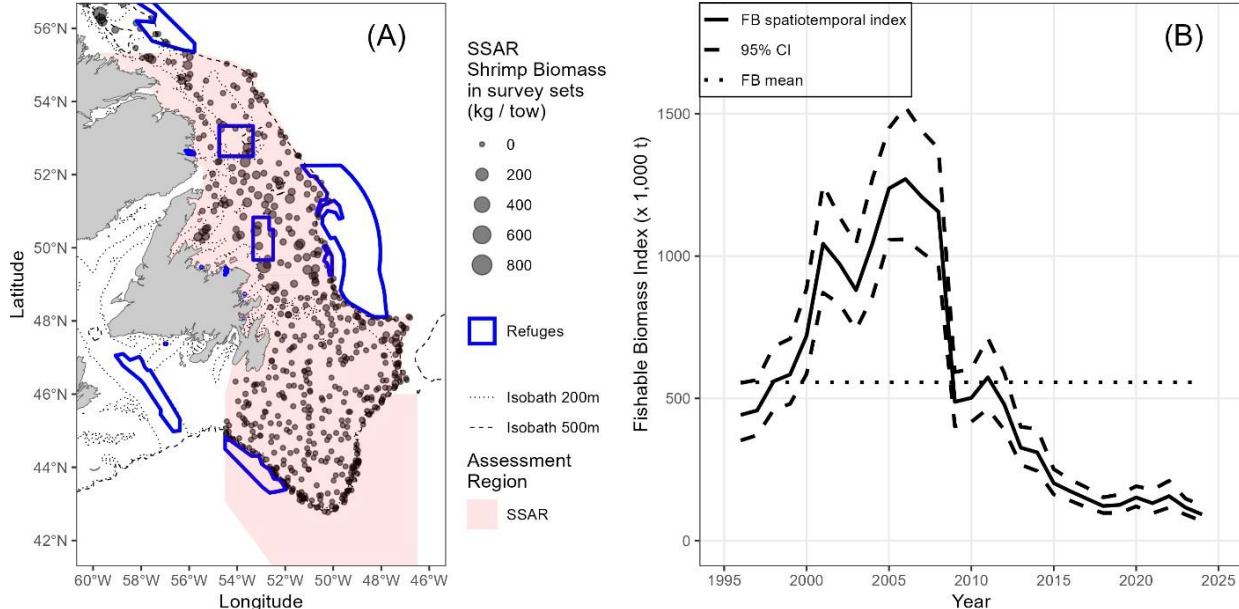 (A)
56°N
54°N
52°N
50°N
48°N
46°N
44°N
42°N
Latitude
60°W
58°W
56°W
54°W
52°W
50°W
48°W
46°W
Longitude
SSAR
Shrimp Biomass
in survey sets
(kg / tow)
0
200
400
600
800
Refuges
Isobath 200m
Isobath 500m
Assessment
Region
SSAR
FB spatiotemporal index
95% CI
FB mean
(B)
1500
1000
500
0
Fishable Biomass Index (x 1,000 t)
1995
2000
2005
2010
2015
2020
2025
Year